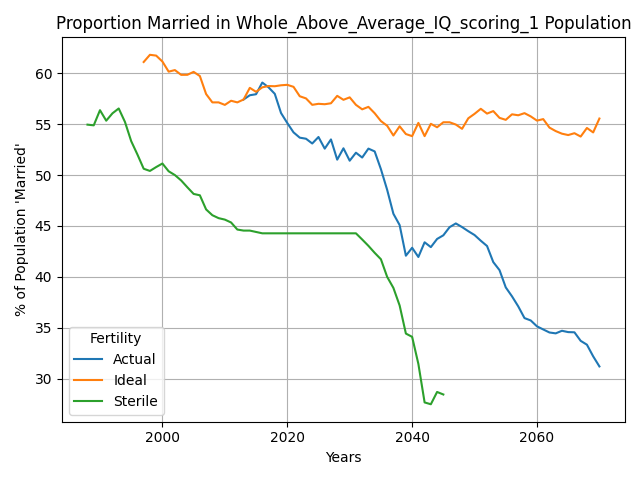 Proportion Married in Whole_Above_Average_IQ_scoring_1 Population
% of Population 'Married'
60
55
50
45
40
35
30
Fertility
Actual
Ideal
Sterile
2000 2020 2040 2060
Years